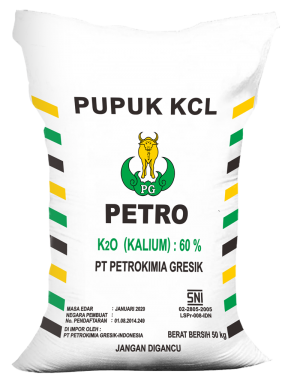 PUPUK KCL
PG
PETRO
K2O (KALIUM) : 60 %
PT PETROKIMIA GRESIK
MASA EDAR : JANUARI 2020
NEGARA PEMBUAT :
No. PENDAFTARAN : 01.08.2014.249
DI IMPOR OLEH :
PT PETROKIMIA GRESIK-INDONESIA
SNI
02-2805-2005
LSPr-008-IDN
BERAT BERSIH 50 kg
JANGAN DIGANCU